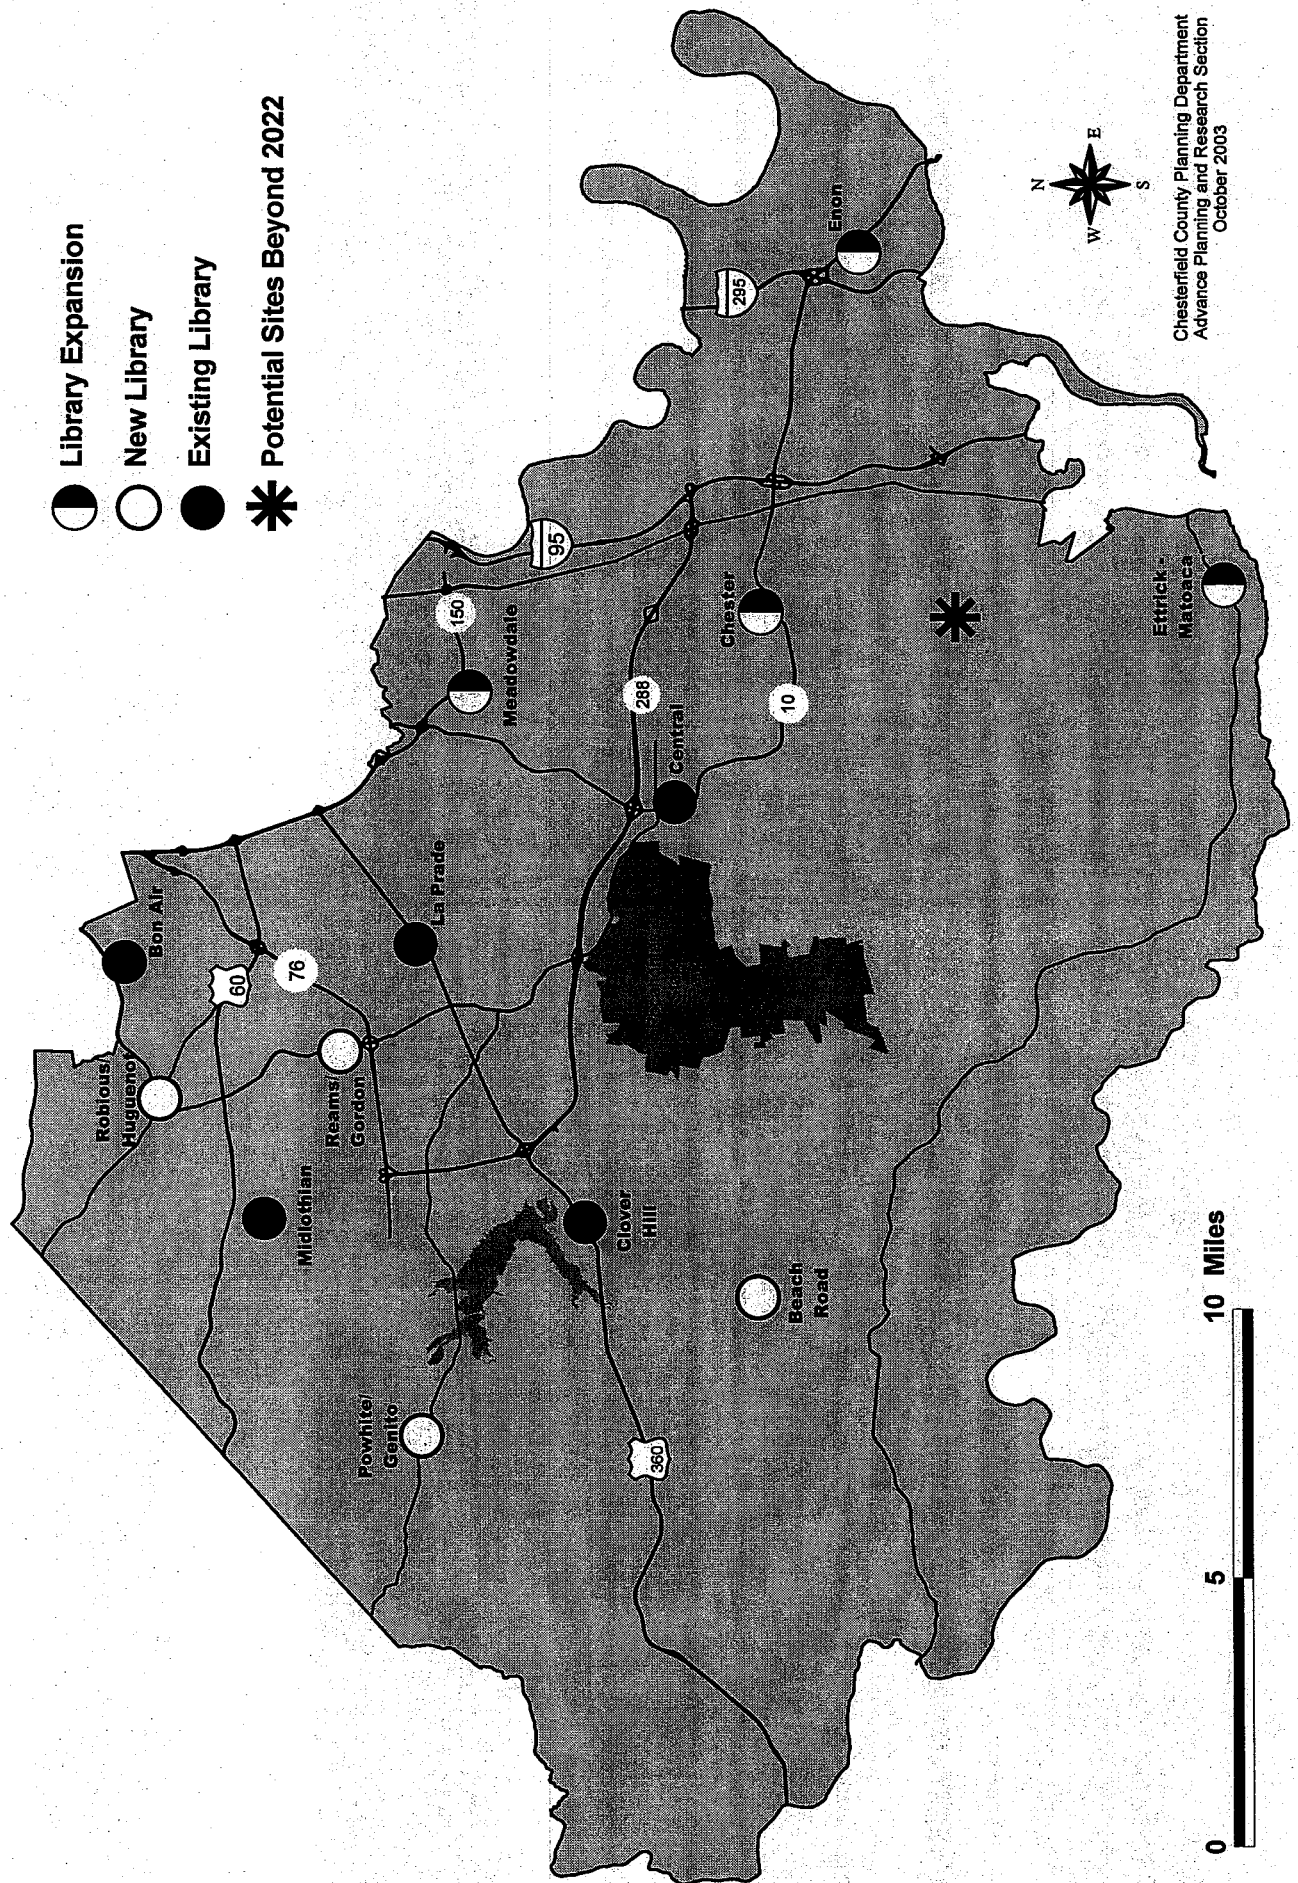 Library Expansion
New Library
Existing Library
Potential Sites Beyond 2022
Robious/
Huguenot
Bon Air
60
76
Midlothian
Reams/
Gordon
La Prade
150
Meadowdale
95
Powhite/
Genito
Clover
Hill
288
Central
Chester
10
295
Enon
360
Beach
Road
Ettrick-
Matoaca
N
W
E
S
0
5
10 Miles
Chesterfield County Planning Department
Advance Planning and Research Section
October 2003